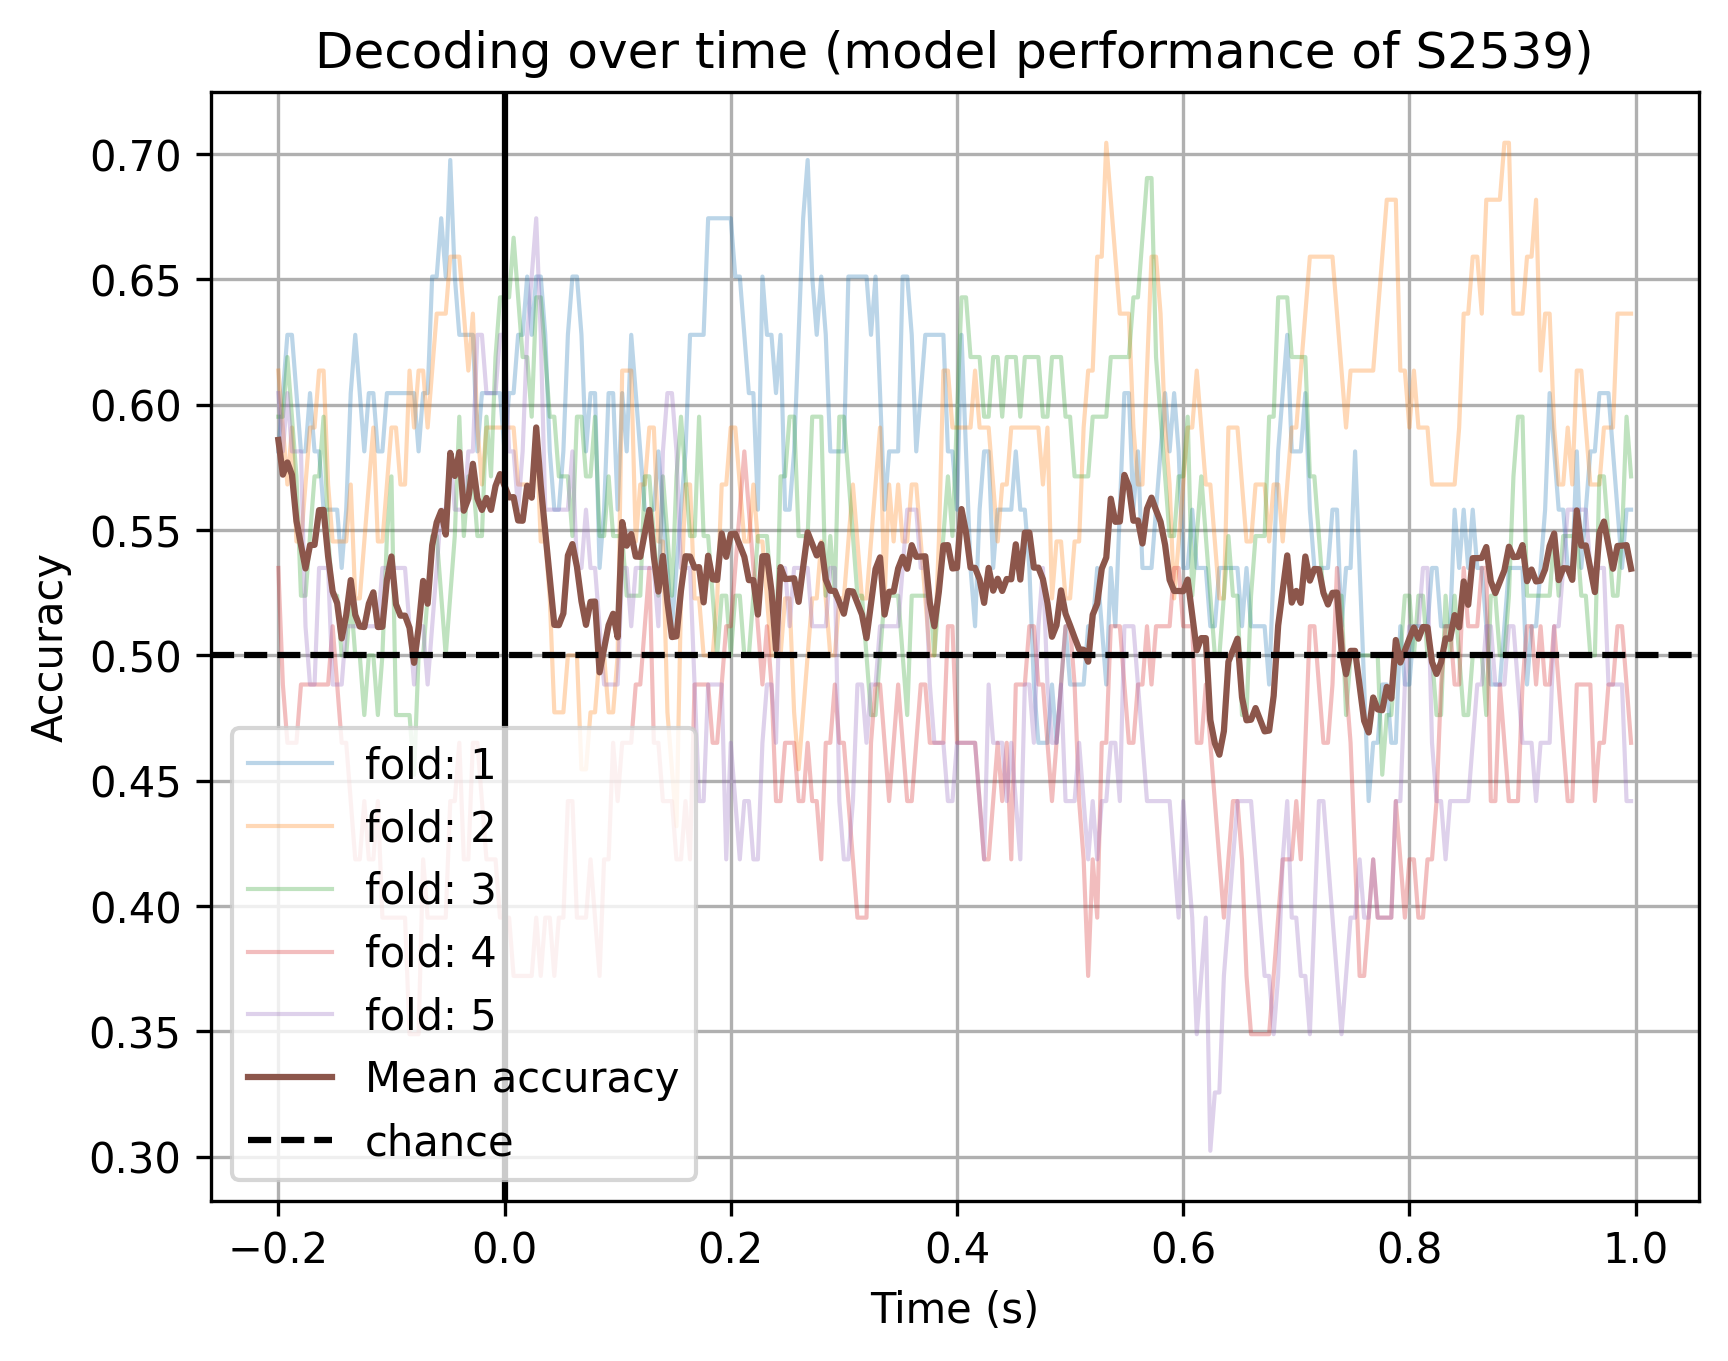 Decoding over time (model performance of S2539)
Accuracy
0.70
0.65
0.60
0.55
0.50
0.45
0.40
0.35
0.30
fold: 1
fold: 2
fold: 3
fold: 4
fold: 5
Mean accuracy
chance
−0.2
0.0
0.2
0.4
0.6
0.8
1.0
Time (s)